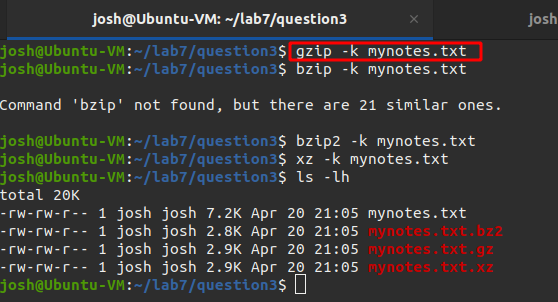 josh@Ubuntu-VM: ~/lab7/question3 × josh
josh@Ubuntu-VM:~/lab7/question3$ gzip -k mynotes.txt
josh@Ubuntu-VM:~/lab7/question3$ bzip -k mynotes.txt
Command 'bzip' not found, but there are 21 similar ones.
josh@Ubuntu-VM:~/lab7/question3$ bzip2 -k mynotes.txt
josh@Ubuntu-VM:~/lab7/question3$ xz -k mynotes.txt
josh@Ubuntu-VM:~/lab7/question3$ ls -lh
total 20K
-rw-rw-r-- 1 josh josh 7.2K Apr 20 21:05 mynotes.txt
-rw-rw-r-- 1 josh josh 2.8K Apr 20 21:05 mynotes.txt.bz2
-rw-rw-r-- 1 josh josh 2.9K Apr 20 21:05 mynotes.txt.gz
-rw-rw-r-- 1 josh josh 2.9K Apr 20 21:05 mynotes.txt.xz
josh@Ubuntu-VM:~/lab7/question3$